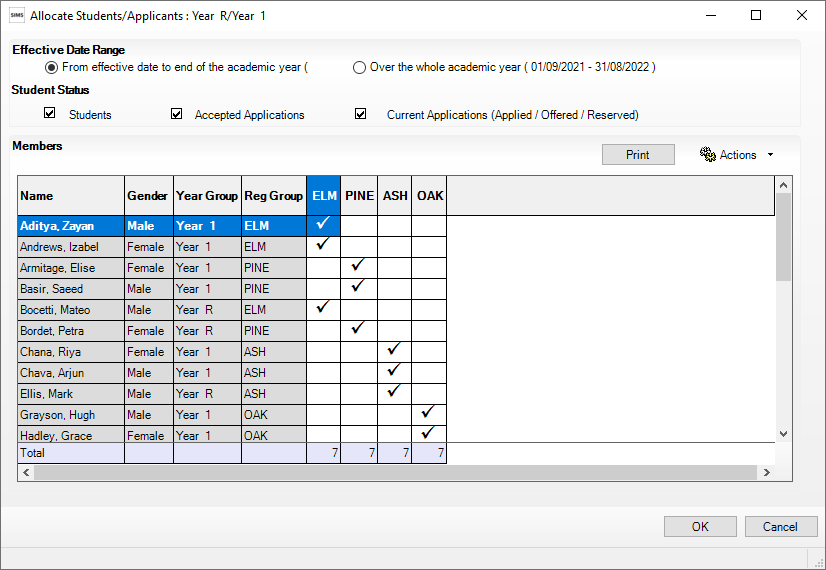 SIMS Allocate Students/Applicants : Year R/Year 1
Effective Date Range
From effective date to end of the academic year ( Over the whole academic year ( 01/09/2021 - 31/08/2022 )
Student Status
Students Accepted Applications Current Applications (Applied / Offered / Reserved)
Members
Print Actions
Name Gender Year Group Reg Group ELM PINE ASH OAK
Aditya, Zayan Male Year 1 ELM ✓
Andrews, Izabel Female Year 1 ELM ✓
Armitage, Elise Female Year 1 PINE ✓
Basir, Saeed Male Year 1 PINE ✓
Bocetti, Mateo Male Year R ELM ✓
Bordet, Petra Female Year R PINE ✓
Chana, Riya Female Year 1 ASH ✓
Chava, Arjun Male Year 1 ASH ✓
Ellis, Mark Male Year R ASH ✓
Grayson, Hugh Male Year 1 OAK ✓
Hadley, Grace Female Year 1 OAK ✓
Total 7 7 7 7
OK Cancel